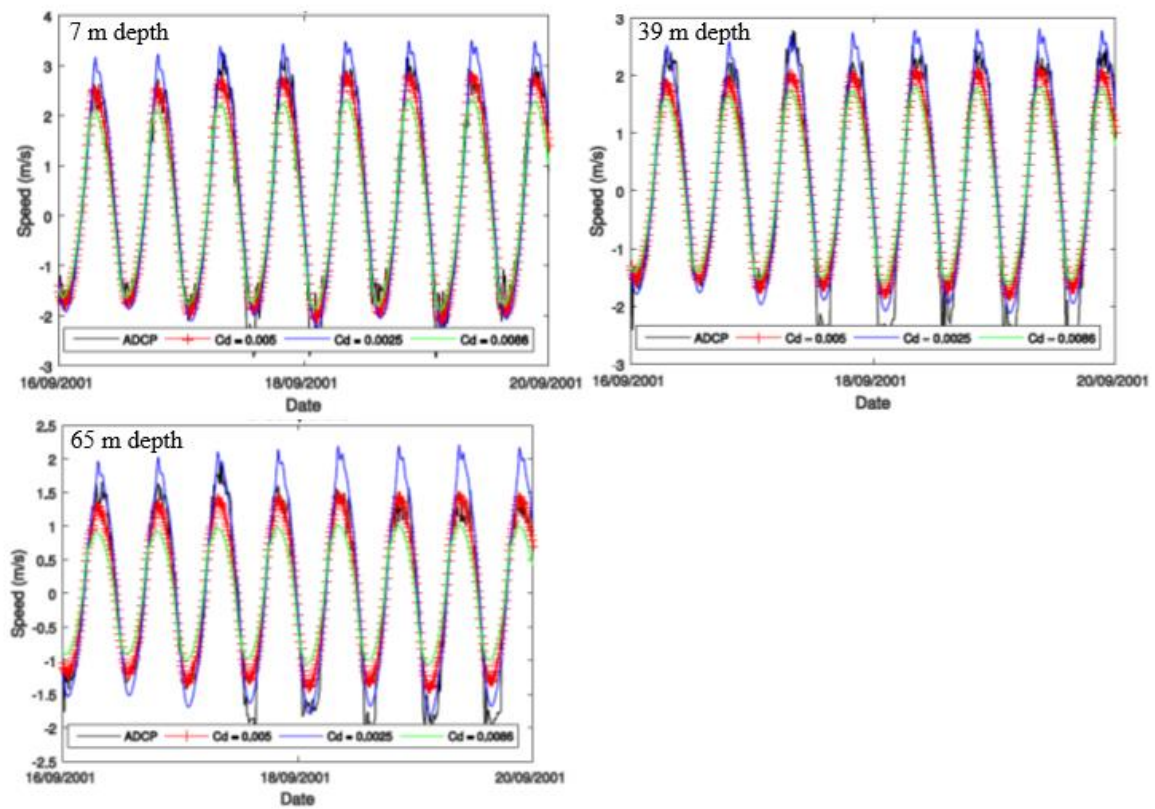 7 m depth
4
3
2
1
0
-1
-2
-3
Speed (m/s)
ADCP Cd = 0.005 Cd = 0.0025 Cd = 0.0086
16/09/2001 18/09/2001 20/09/2001
Date
39 m depth
3
2
1
0
-1
-2
-3
Speed (m/s)
ADCP Cd − 0.005 Cd − 0.0025 Cd − 0.0086
16/09/2001 18/09/2001 20/09/2001
Date
65 m depth
2.5
2
1.5
1
0.5
0
-0.5
-1
-1.5
-2
-2.5
Speed (m/s)
ADCP Cd = 0.005 Cd = 0.0025 Cd = 0.0086
16/09/2001 18/09/2001 20/09/2001
Date